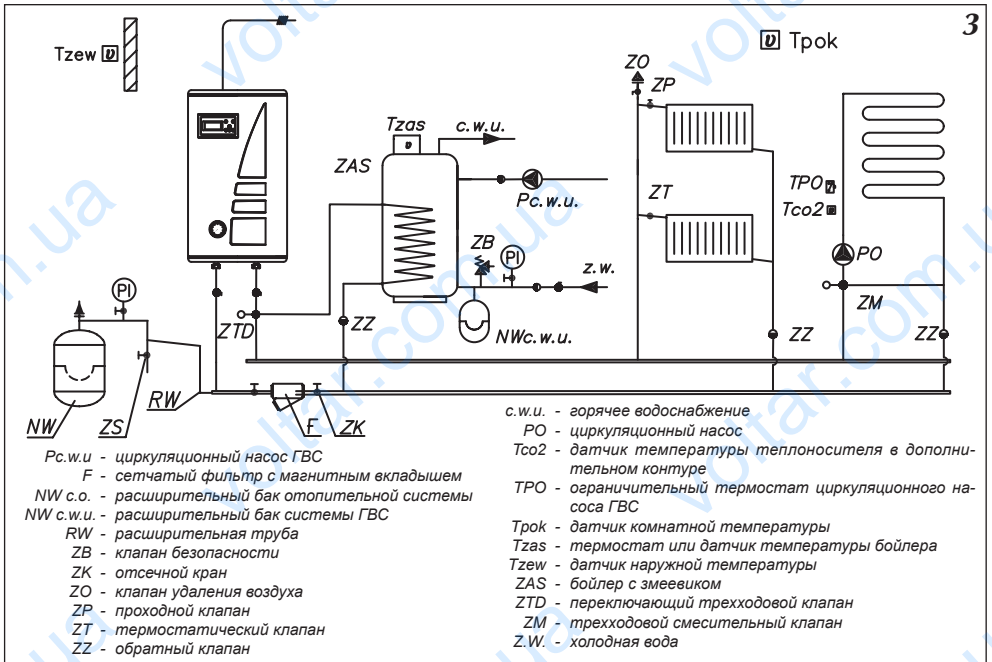 3
Tzew υ
υ Tpok
ZO
ZP
Tzas
υ
c.w.u.
ZAS
Pc.w.u.
ZT
TPO
Tco2
ZB
PI
z.w.
PO
PI
ZTD
ZZ
NWc.w.u.
ZM
ZZ
ZZ
NW
ZS
RW
F
ZK
Pc.w.u - циркуляционный насос ГВС
F - сетчатый фильтр с магнитным вкладышем
NW c.o. - расширительный бак отопительной системы
NW c.w.u. - расширительный бак системы ГВС
RW - расширительная труба
ZB - клапан безопасности
ZK - отсечной кран
ZO - клапан удаления воздуха
ZP - проходной клапан
ZT - термостатический клапан
ZZ - обратный клапан
c.w.u. - горячее водоснабжение
PO - циркуляционный насос
Tco2 - датчик температуры теплоносителя в дополни-
тельном контуре
TPO - ограничительный термостат циркуляционного на-
соса ГВС
Tpok - датчик комнатной температуры
Tzas - термостат или датчик температуры бойлера
Tzew - датчик наружной температуры
ZAS - бойлер с змеевиком
ZTD - переключающий трехходовой клапан
ZM - трехходовой смесительный клапан
Z.W. - холодная вода
voltar.com.ua